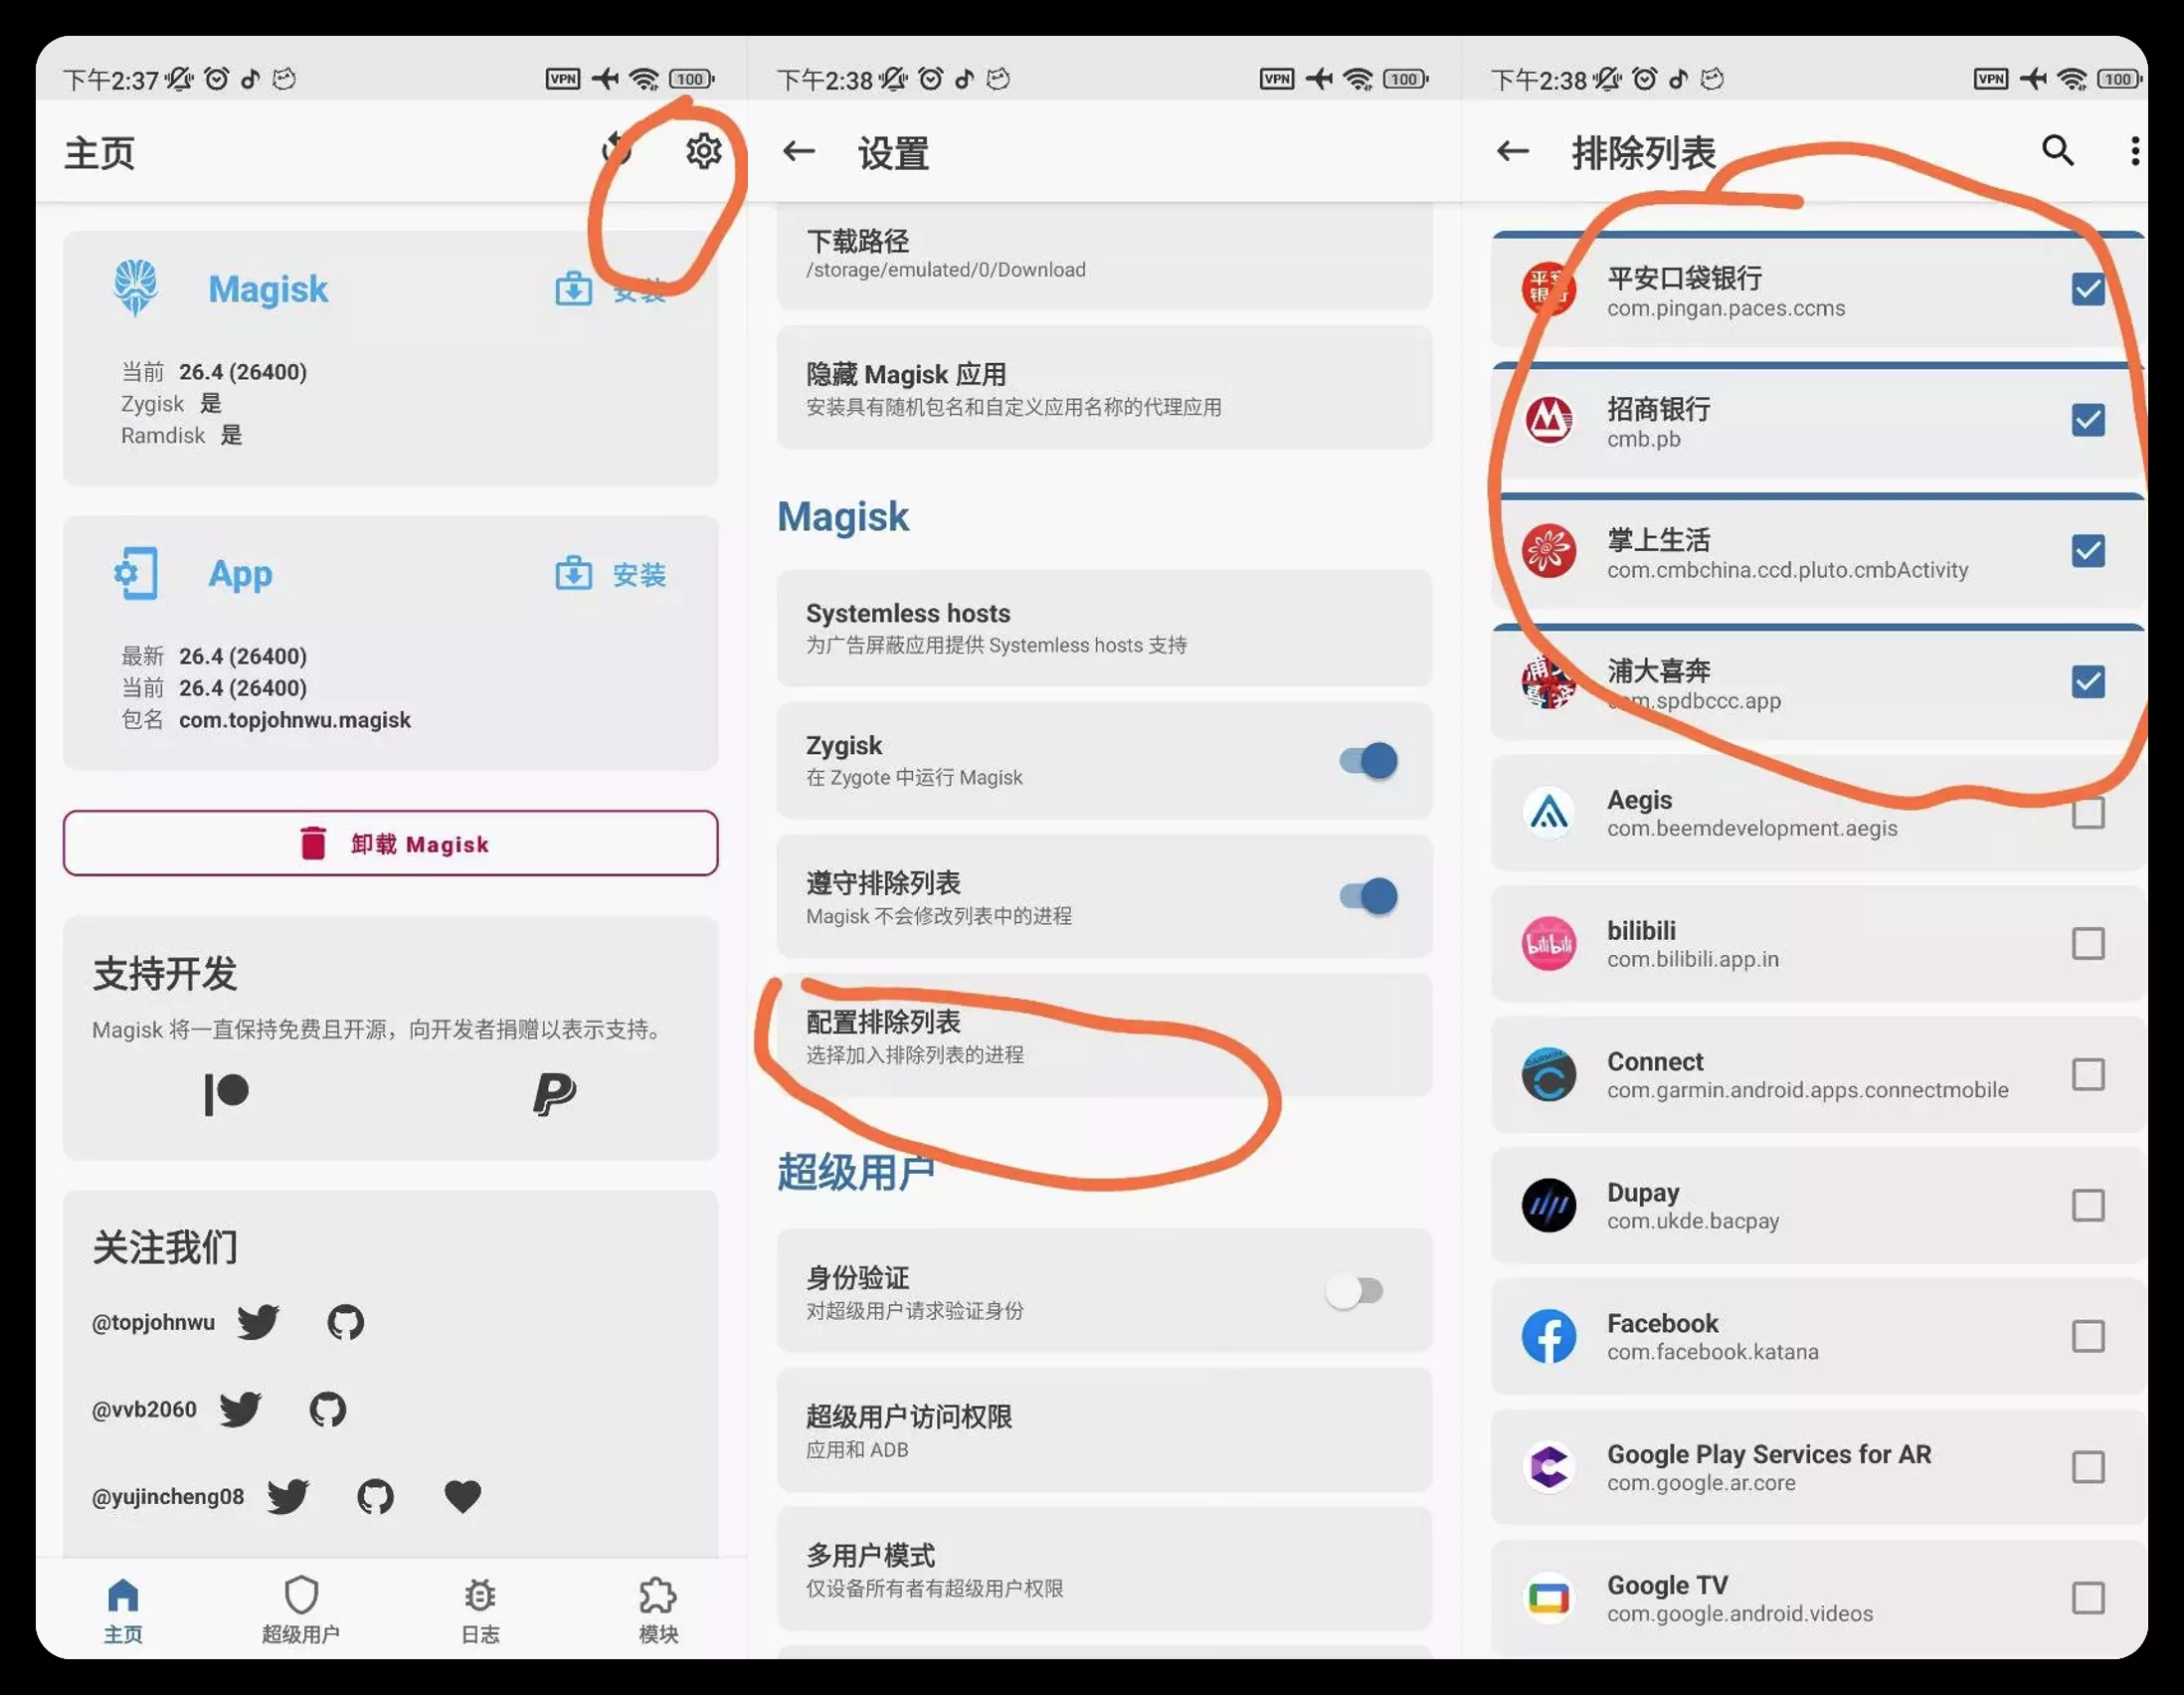 下午2:37
VPN
100
主页
Magisk
安装
当前 26.4 (26400)
Zygisk 是
Ramdisk 是
App
安装
最新 26.4 (26400)
当前 26.4 (26400)
包名 com.topjohnwu.magisk
卸载 Magisk
支持开发
Magisk 将一直保持免费且开源，向开发者捐赠以表示支持。
关注我们
@topjohnwu
@vvb2060
@yujincheng08
主页
超级用户
日志
模块
下午2:38
VPN
100
设置
下载路径
/storage/emulated/0/Download
隐藏 Magisk 应用
安装具有随机包名和自定义应用名称的代理应用
Magisk
Systemless hosts
为广告屏蔽应用提供 Systemless hosts 支持
Zygisk
在 Zygote 中运行 Magisk
遵守排除列表
Magisk 不会修改列表中的进程
配置排除列表
选择加入排除列表的进程
超级用户
身份验证
对超级用户请求验证身份
超级用户访问权限
应用和 ADB
多用户模式
仅设备所有者有超级用户权限
下午2:38
VPN
100
排除列表
平安
银行
平安口袋银行
com.pingan.paces.ccms
招商银行
cmb.pb
掌上生活
com.cmbchina.ccd.pluto.cmbActivity
浦大喜奔
com.spdbccc.app
Aegis
com.beemdevelopment.aegis
bilibili
bilibili
com.bilibili.app.in
GARMIN
Connect
com.garmin.android.apps.connectmobile
Dupay
com.ukde.bacpay
Facebook
com.facebook.katana
Google Play Services for AR
com.google.ar.core
Google TV
com.google.android.videos